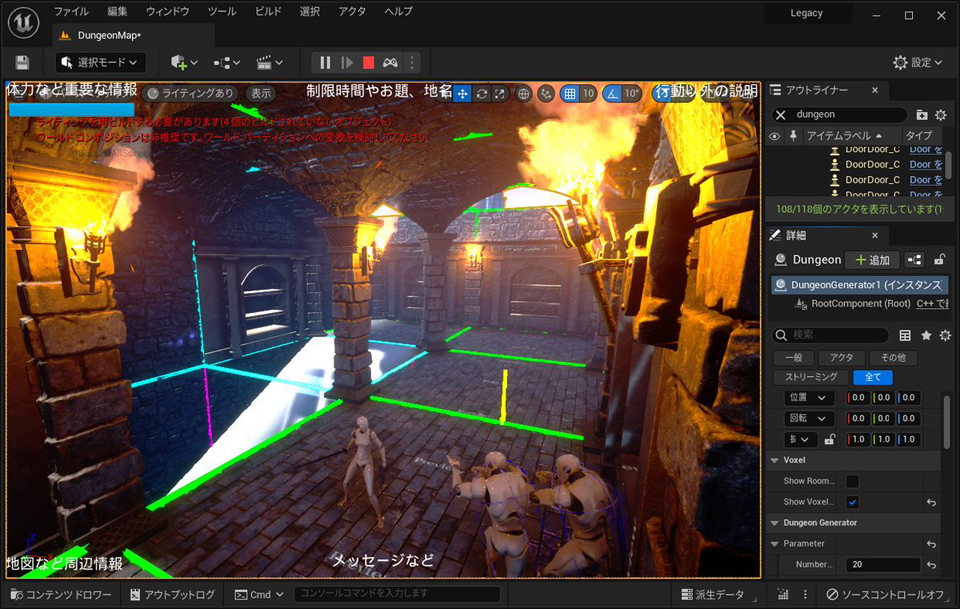 ファイル 編集 ウィンドウ ツール ビルド 選択 アクタ ヘルプ
Legacy
DungeonMap*
選択モード
設定
体力など重要な情報
ライティングあり
表示
制限時間やお題、地名
10
10°
行動以外の説明
ライティングを再ビルドする必要があります(4 個のビルドされていないオブジェクト)
ワールド コンポジションは非推奨です。ワールド パーティションへの変換を検討してください
地図など周辺情報
メッセージなど
アウトライナー
dungeon
アイテムラベル
タイプ
DoorDoor_C Door を
DoorDoor_C Door を
DoorDoor_C Door を
DoorDoor_C Door を
108/118個のアクタを表示しています(1
詳細
Dungeon
追加
DungeonGenerator1 (インスタンス
RootComponent (Root)
C++ で
検索
一般
アクタ
その他
ストリーミング
全て
位置 0.0 0.0 0.0
回転 0.0 0.0 0.0
1.0 1.0 1.0
Voxel
Show Room...
Show Voxel...
Dungeon Generator
Parameter
Number... 20
コンテンツドロワー
アウトプットログ
Cmd
コンソールコマンドを入力します
派生データ
ソースコントロールオフ